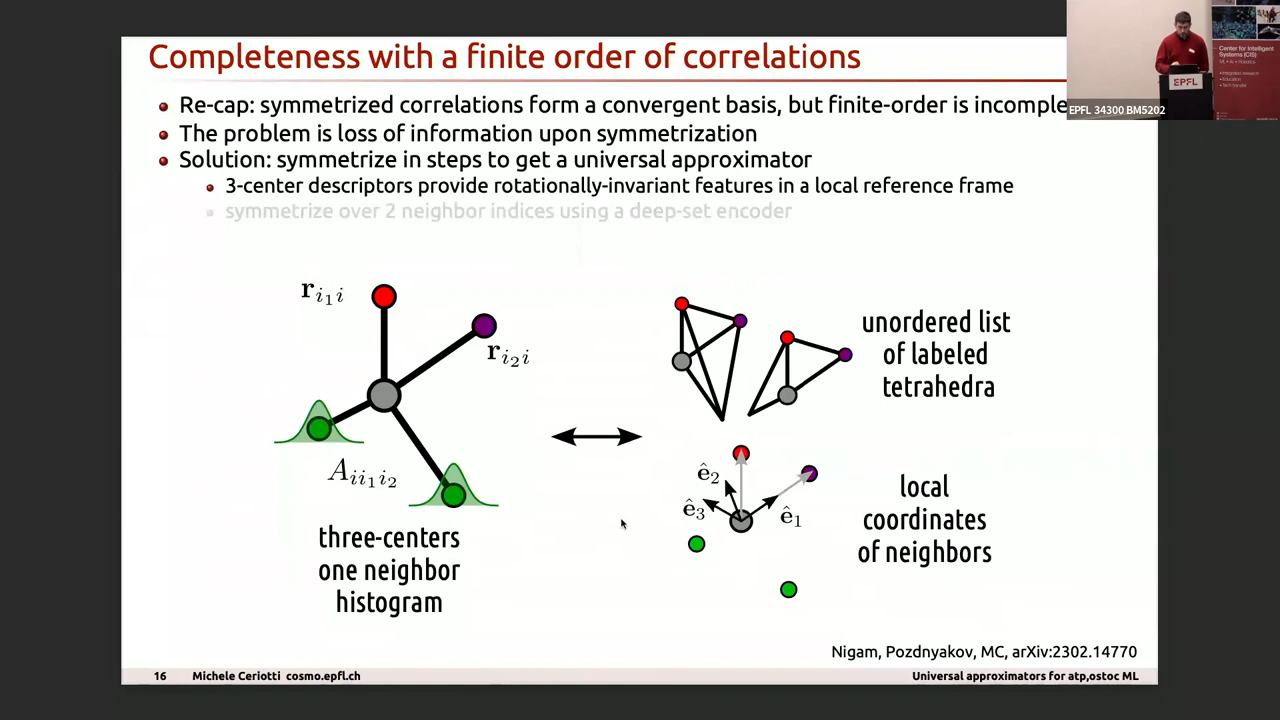 Completeness with a finite order of correlations
Re-cap: symmetrized correlations form a convergent basis, but finite-order is incomple
The problem is loss of information upon symmetrization
Solution: symmetrize in steps to get a universal approximator
3-center descriptors provide rotationally-invariant features in a local reference frame
symmetrize over 2 neighbor indices using a deep-set encoder
r_{i_1 i}
r_{i_2 i}
A_{i i_1 i_2}
three-centers
one neighbor
histogram
unordered list
of labeled
tetrahedra
ê_2
ê_3
ê_1
local
coordinates
of neighbors
Nigam, Pozdnyakov, MC, arXiv:2302.14770
16 Michele Ceriotti cosmo.epfl.ch
Universal approximators for atp,ostoc ML
EPFL 34300 BM5202
EPFL
Center for Intelligent
Systems (CIS)